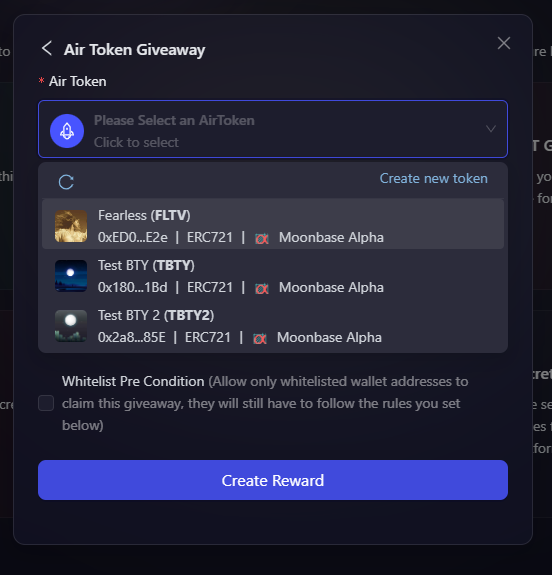 Air Token Giveaway
* Air Token
Please Select an AirToken
Click to select
Create new token
Fearless (FLTV)
0xED0...E2e | ERC721 | Moonbase Alpha
Test BTY (TBTY)
0x180...1Bd | ERC721 | Moonbase Alpha
Test BTY 2 (TBTY2)
0x2a8...85E | ERC721 | Moonbase Alpha
Whitelist Pre Condition (Allow only whitelisted wallet addresses to
claim this giveaway, they will still have to follow the rules you set
below)
Create Reward